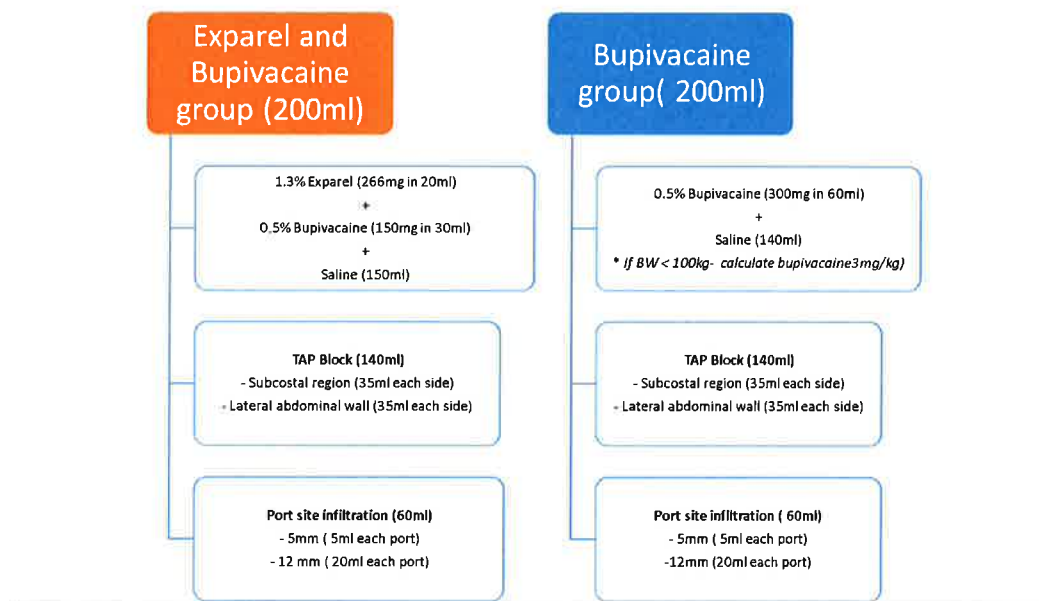 Exparel and
Bupivacaine
group (200ml)
1.3% Exparel (266mg in 20ml)
+
0.5% Bupivacaine (150mg in 30ml)
+
Saline (150ml)
TAP Block (140ml)
- Subcostal region (35ml each side)
- Lateral abdominal wall (35ml each side)
Port site infiltration (60ml)
- 5mm ( 5ml each port)
- 12 mm ( 20ml each port)
Bupivacaine
group( 200ml)
0.5% Bupivacaine (300mg in 60ml)
+
Saline (140ml)
* If BW < 100kg- calculate bupivacaine3mg/kg)
TAP Block (140ml)
- Subcostal region (35ml each side)
- Lateral abdominal wall (35ml each side)
Port site infiltration ( 60ml)
- 5mm ( 5ml each port)
-12mm (20ml each port)